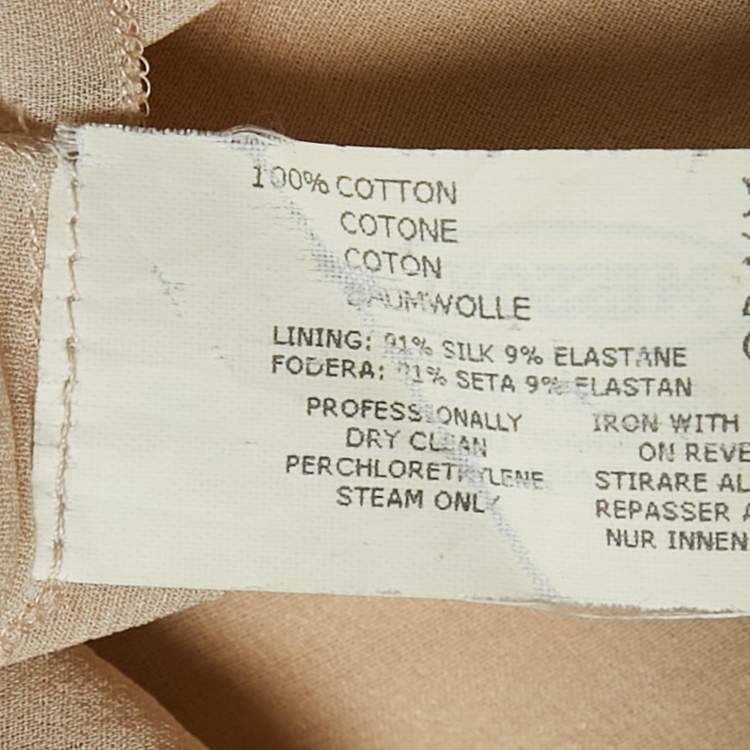 100% COTTON
COTONE
COTON
BAUMWOLLE
LINING: 91% SILK 9% ELASTANE
FODERA: 91% SETA 9% ELASTAN
PROFESSIONALLY
DRY CLEAN
PERCHLORETHYLENE
STEAM ONLY
IRON WITH
ON REVE
STIRARE AL
REPASSER A
NUR INNEN